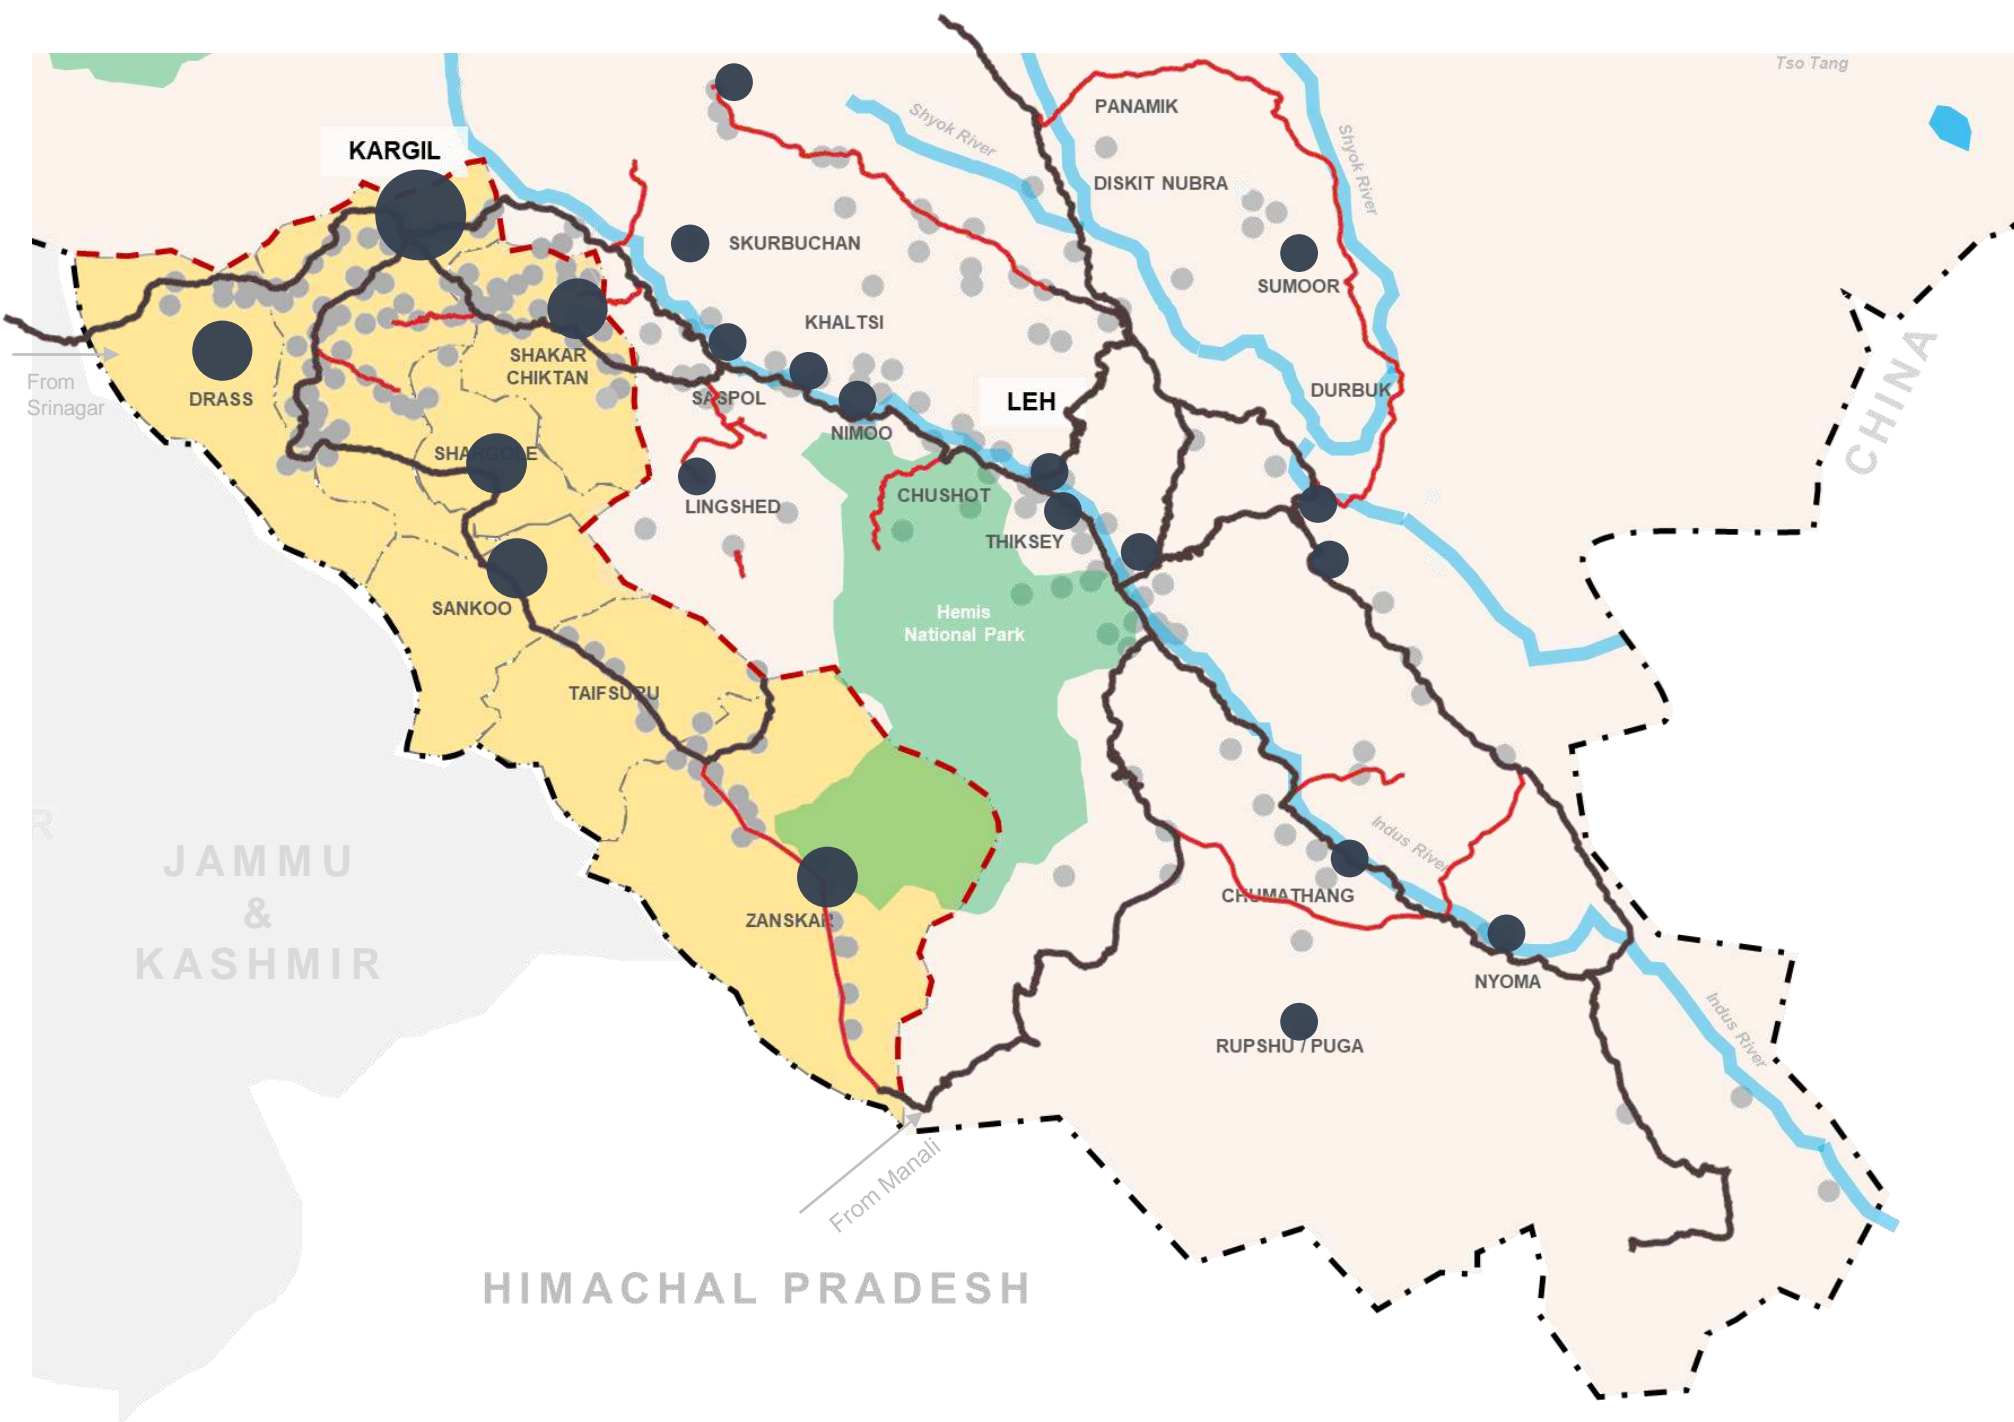 Tso Tang
PANAMIK
Shyok River
Shyok River
KARGIL
DISKIT NUBRA
SKURBUCHAN
SUMOOR
KHALTSI
SHAKAR
CHIKTAN
From
Srinagar
DRASS
SASPOL
LEH
DURBUK
CHINA
NIMOO
SHARGOLE
LINGSHED
CHUSHOT
THIKSEY
SANKOO
Hemis
National Park
TAIFSURU
R
JAMMU
&
KASHMIR
Indus River
CHUMATHANG
ZANSKAR
NYOMA
RUPSHU / PUGA
Indus River
From Manali
HIMACHAL PRADESH